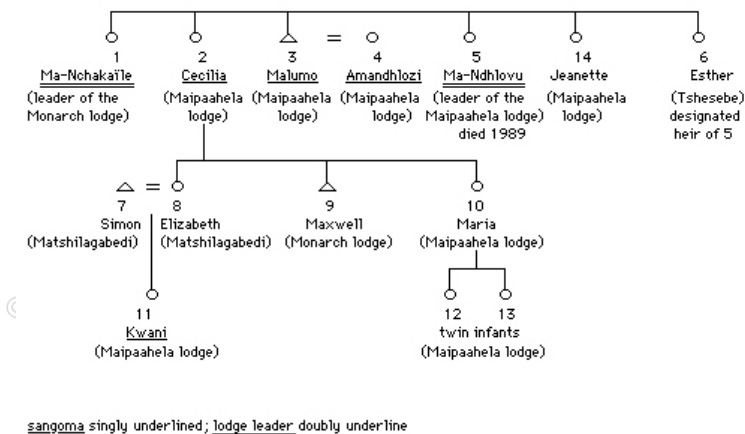 1 2 3 = 4 5 14 6
Ma-Nchakaïle Cecilia Malumo Amandhlozi Ma-Ndhlovu Jeanette Esther
(leader of the (Maipaahela (Maipaahela (Maipaahela (leader of the (Maipaahela (Tshesebe)
Monarch lodge) lodge) lodge) lodge) Maipaahela lodge) lodge) designated
died 1989 heir of 5
= 
7 8 9 10
Simon Elizabeth Maxwell Maria
(Matshilagabedi) (Matshilagabedi) (Monarch lodge) (Maipaahela lodge)
11 12 13
Kwani twin infants
(Maipaahela lodge) (Maipaahela lodge)
sangoma singly underlined; lodge leader doubly underline